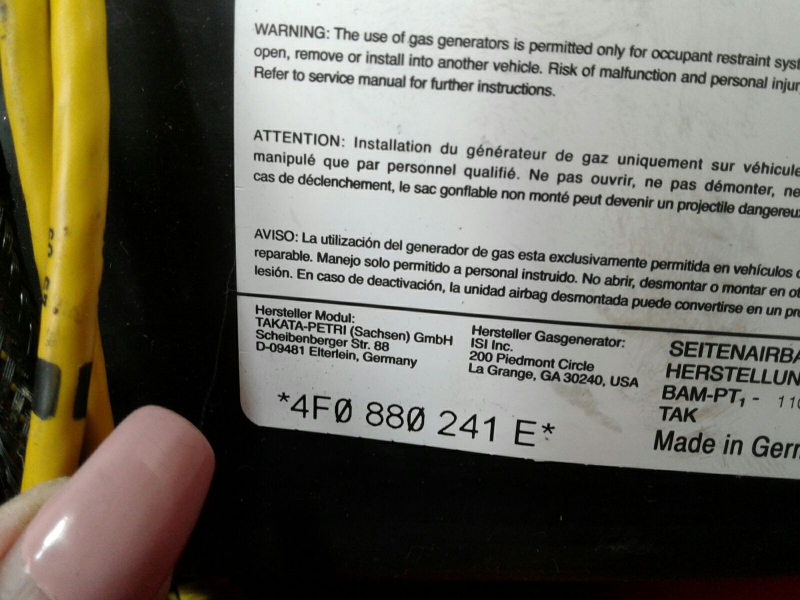 WARNING: The use of gas generators is permitted only for occupant restraint syst
open, remove or install into another vehicle. Risk of malfunction and personal injur
Refer to service manual for further instructions.
ATTENTION: Installation du générateur de gaz uniquement sur véhicule
manipulé que par personnel qualifié. Ne pas ouvrir, ne pas démonter, ne
cas de déclenchement, le sac gonflable non monté peut devenir un projectile dangereux
AVISO: La utilización del generador de gas esta exclusivamente permitida en vehículos
reparable. Manejo solo permitido a personal instruido. No abrir, desmontar o montar en ot
lesión. En caso de deactivación, la unidad airbag desmontada puede convertirse en un pr
Hersteller Modul:
TAKATA-PETRI (Sachsen) GmbH
Scheibenberger Str. 88
D-09481 Elterlein, Germany
Hersteller Gasgenerator:
ISI Inc.
200 Piedmont Circle
La Grange, GA 30240, USA
SEITENAIRBA
HERSTELLUN
BAM-PT₁ - 110
TAK
Made in Germ
*4F0 880 241 E*